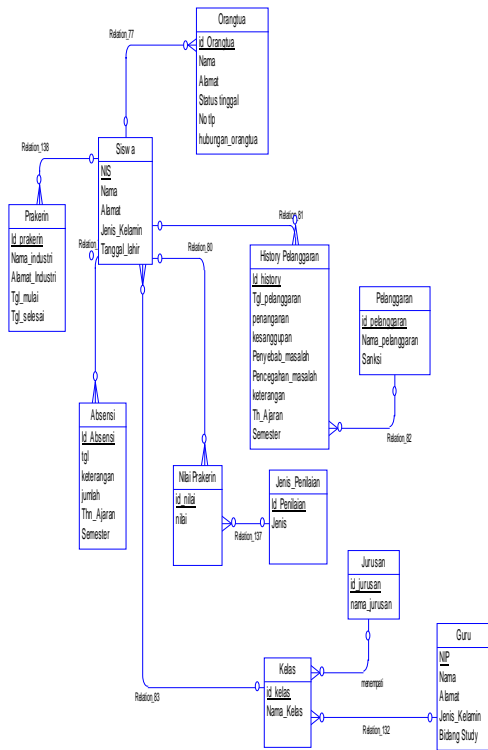 Orangtua
id_Orangtua
Nama
Alamat
Status tinggal
No tlp
hubungan_orangtua
Relation_77
Siswa
NIS
Nama
Alamat
Jenis_Kelamin
Tanggal_lahir
Relation_138
Prakerin
Id_prakerin
Nama_industri
Alamat_Industri
Tgl_mulai
Tgl_selesai
Relation_
Relation_81
Relation_80
History Pelanggaran
Id_history
Tgl_pelanggaran
penanganan
kesanggupan
Penyebab_masalah
Pencegahan_masalah
keterangan
Th_Ajaran
Semester
Pelanggaran
id_pelanggaran
Nama_pelanggaran
Sanksi
Relation_82
Absensi
Id_Absensi
tgl
keterangan
jumlah
Thn_Ajaran
Semester
Nilai Prakerin
id_nilai
nilai
Jenis_Penilaian
Id_Penilaian
Jenis
Relation_137
Jurusan
id_jurusan
nama_jurusan
menempati
Kelas
id_kelas
Nama_Kelas
Relation_83
Relation_132
Guru
NIP
Nama
Alamat
Jenis_Kelamin
Bidang Study